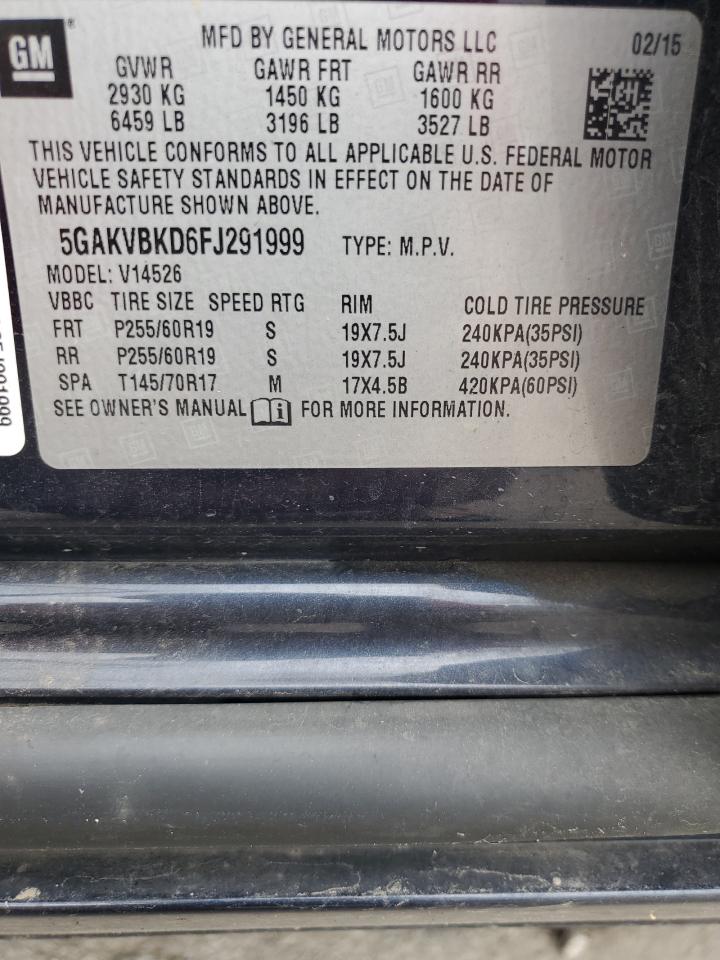 GM
MFD BY GENERAL MOTORS LLC 02/15
GVWR GAWR FRT GAWR RR
2930 KG 1450 KG 1600 KG
6459 LB 3196 LB 3527 LB
THIS VEHICLE CONFORMS TO ALL APPLICABLE U.S. FEDERAL MOTOR
VEHICLE SAFETY STANDARDS IN EFFECT ON THE DATE OF
MANUFACTURE SHOWN ABOVE.
5GAKVBKD6FJ291999 TYPE: M.P.V.
MODEL: V14526
VBBC TIRE SIZE SPEED RTG RIM COLD TIRE PRESSURE
FRT P255/60R19 S 19X7.5J 240KPA(35PSI)
RR P255/60R19 S 19X7.5J 240KPA(35PSI)
SPA T145/70R17 M 17X4.5B 420KPA(60PSI)
SEE OWNER'S MANUAL i FOR MORE INFORMATION.